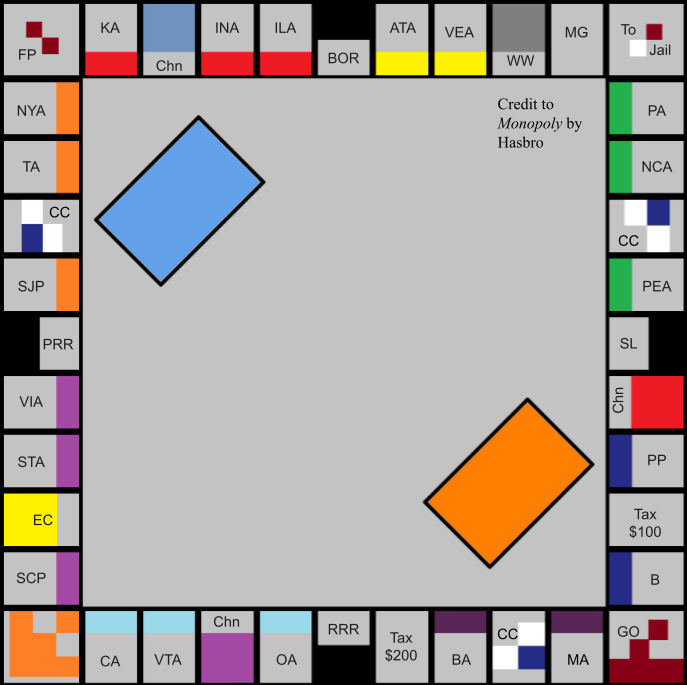 FP
KA
Chn
INA
ILA
BOR
ATA
VEA
WW
MG
To
Jail
NYA
TA
CC
SJP
PRR
VIA
STA
EC
SCP
Credit to
Monopoly by
Hasbro
PA
NCA
CC
PEA
SL
Chn
PP
Tax
$100
B
CA
VTA
Chn
OA
RRR
Tax
$200
BA
CC
MA
GO